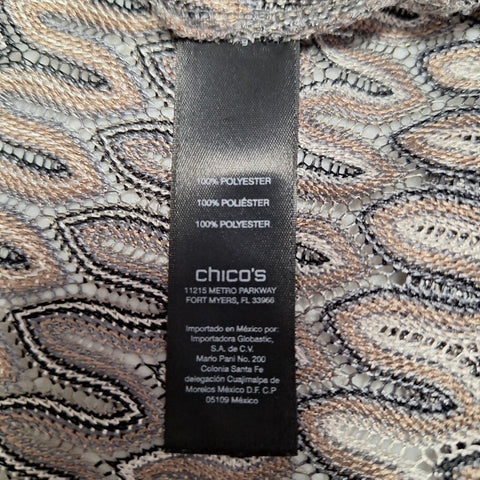 100% POLYESTER
100% POLIÉSTER
100% POLYESTER
chico's
11215 METRO PARKWAY
FORT MYERS, FL 33966
Importado en México por:
Importadora Globastic,
S.A. de C.V.
Mario Pani No. 200
Colonia Santa Fe
delegación Cuajimalpa de
Morelos México D.F. C.P
05109 México